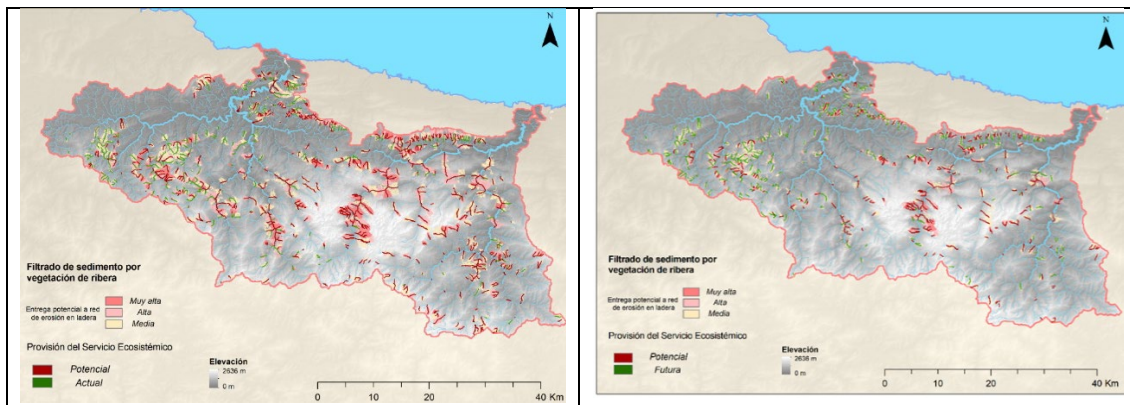 N
Filtrado de sedimento por
vegetación de ribera
Entrega potencial a red
de erosión en ladera
Muy alta
Alta
Media
Provisión del Servicio Ecosistémico
Potencial
Actual
Elevación
2636 m
0 m
0 10 20 40 Km
N
Filtrado de sedimento por
vegetación de ribera
Entrega potencial a red
de erosión en ladera
Muy alta
Alta
Media
Provisión del Servicio Ecosistémico
Potencial
Futura
Elevación
2636 m
0 m
0 10 20 40 Km